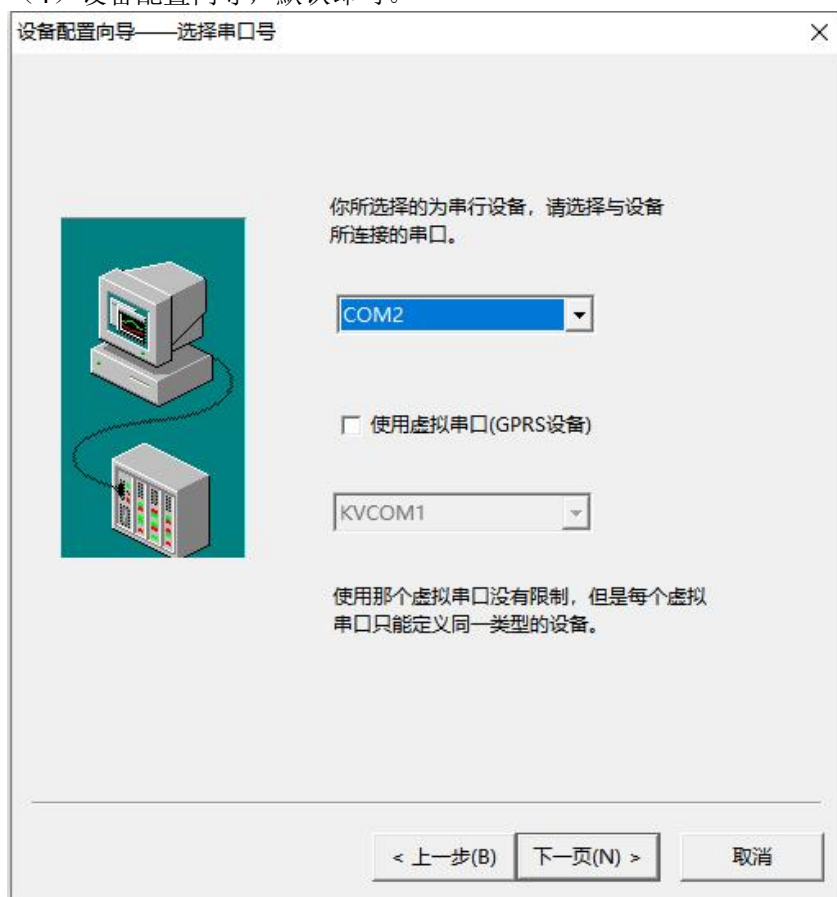 （4）设备配置向导，默认即可。
设备配置向导——选择串口号
你所选择的为串行设备，请选择与设备
所连接的串口。
COM2
使用虚拟串口(GPRS设备)
KVCOM1
使用那个虚拟串口没有限制，但是每个虚拟
串口只能定义同一类型的设备。
< 上一步(B)
下一页(N) >
取消